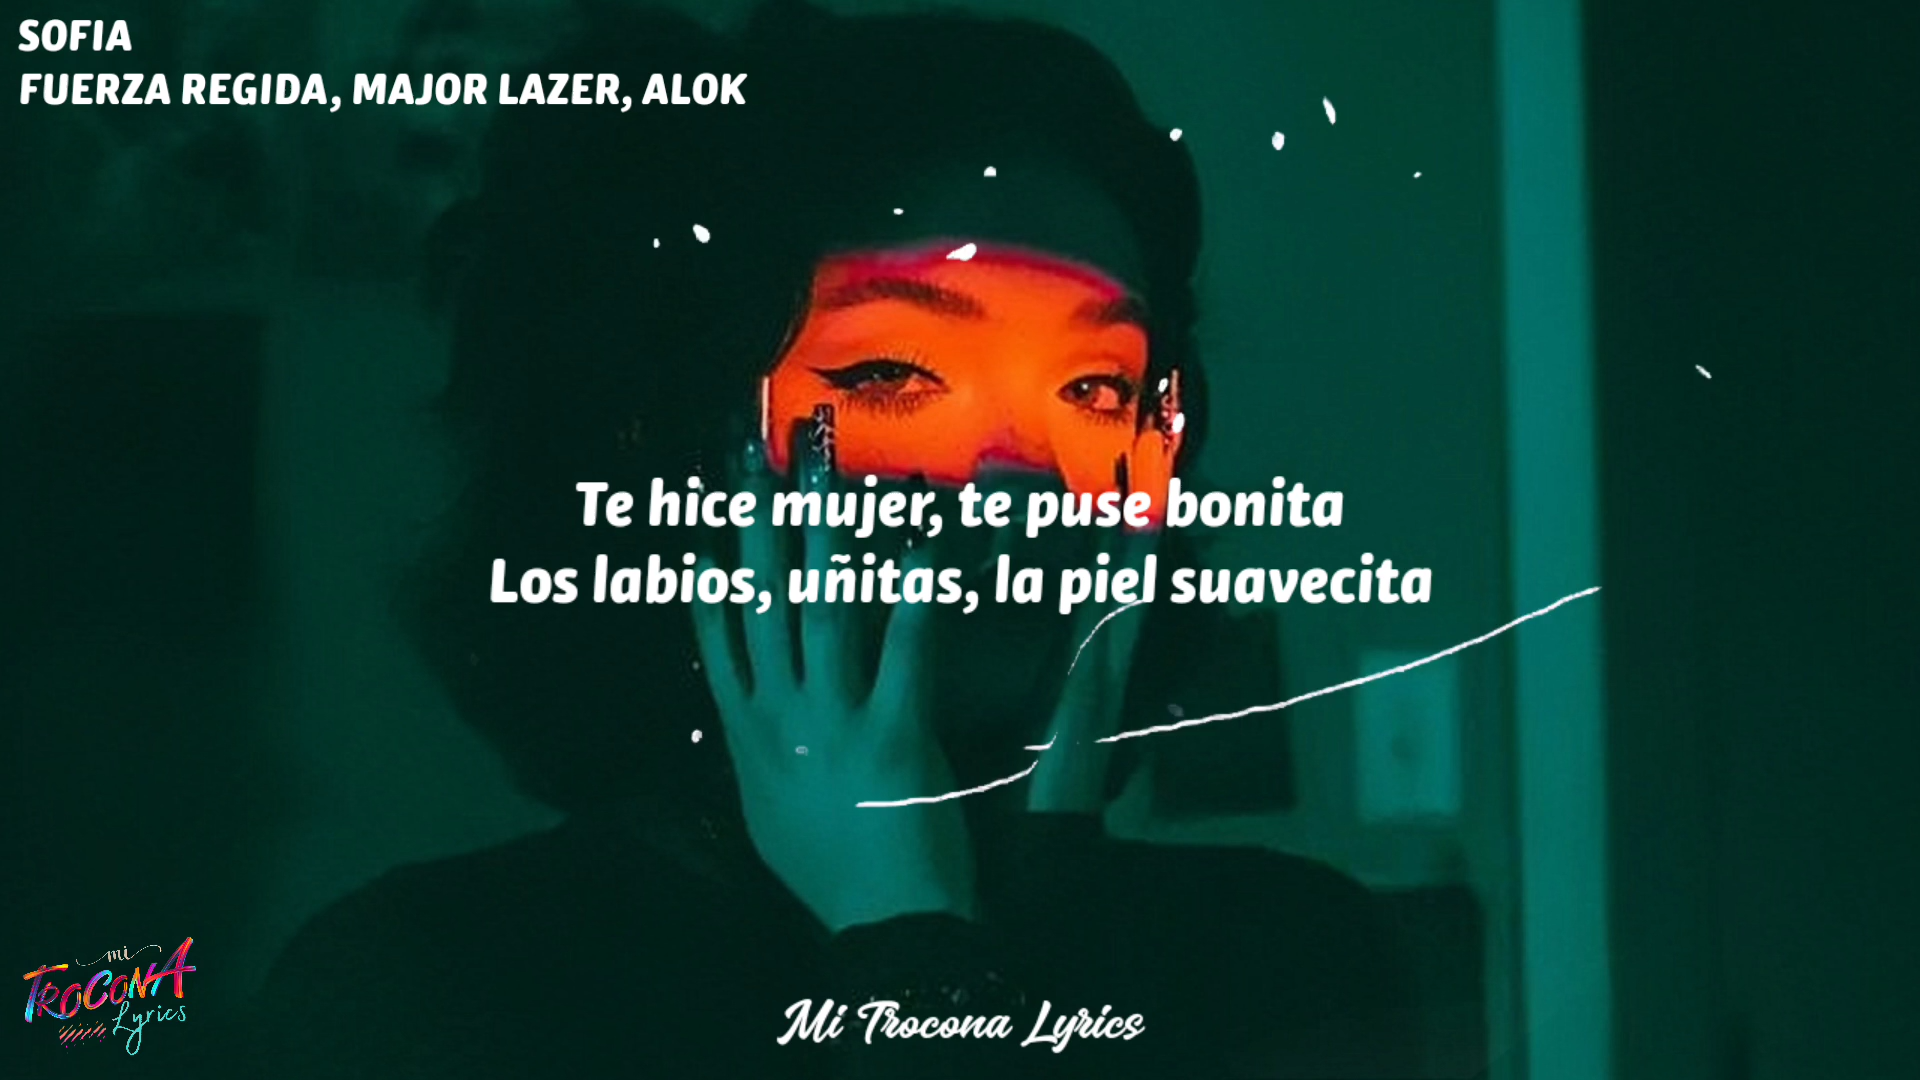 SOFIA
FUERZA REGIDA, MAJOR LAZER, ALOK
Te hice mujer, te puse bonita
Los labios, uñitas, la piel suavecita
mi
TROCONA
Lyrics
Mi Trocona Lyrics